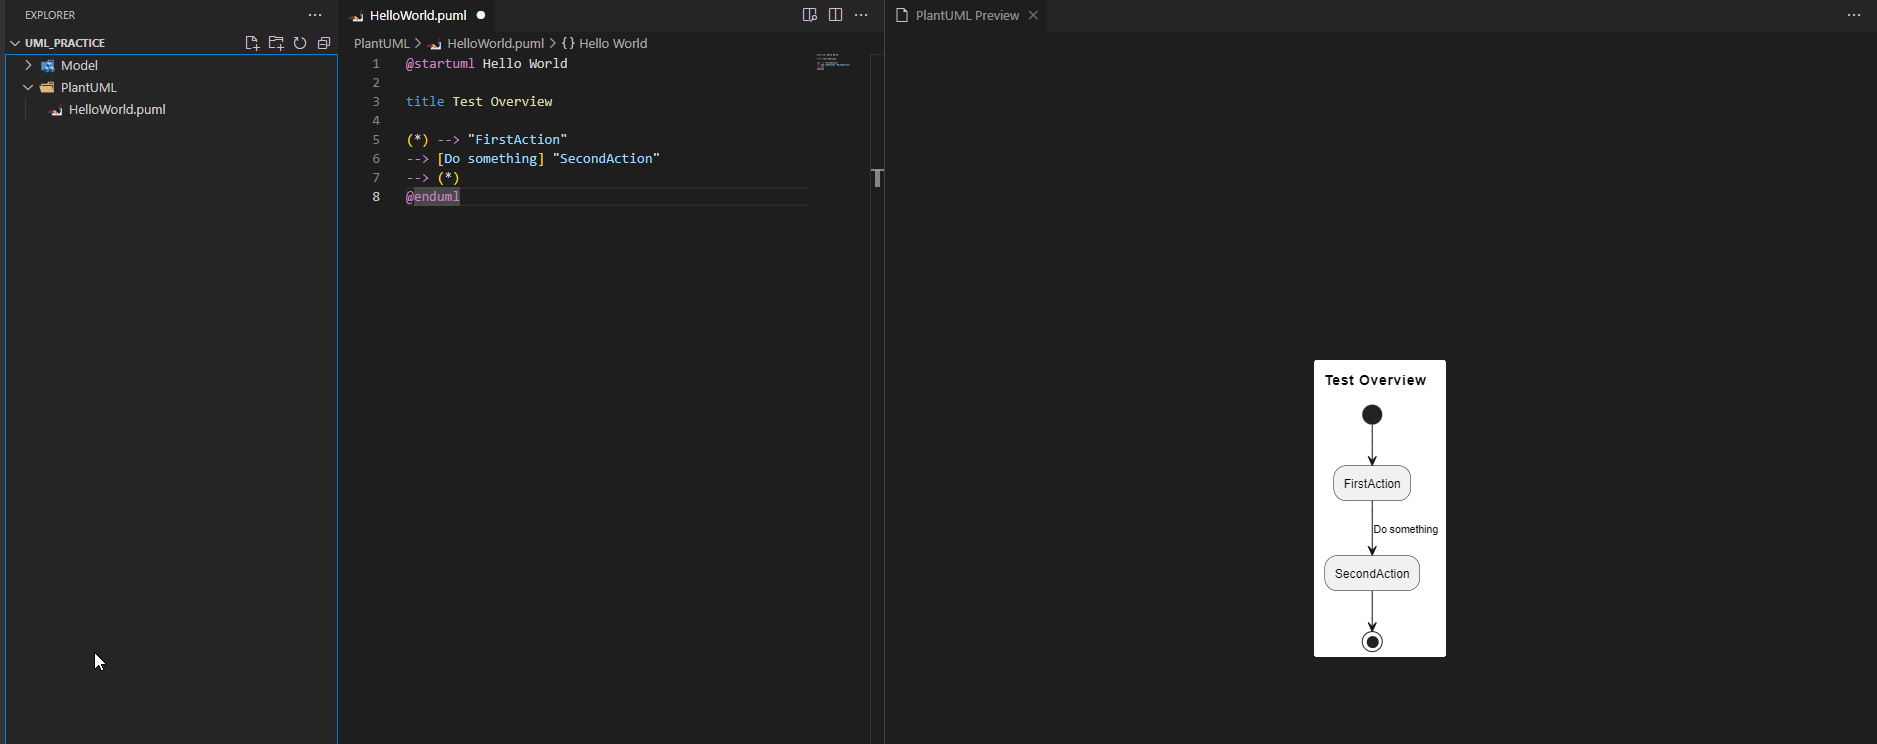 EXPLORER
UML_PRACTICE
Model
PlantUML
HelloWorld.puml
HelloWorld.puml
PlantUML > HelloWorld.puml > {} Hello World
1 @startuml Hello World
2
3 title Test Overview
4
5 (*) --> "FirstAction"
6 --> [Do something] "SecondAction"
7 --> (*)
8 @enduml
PlantUML Preview
Test Overview
FirstAction
Do something
SecondAction